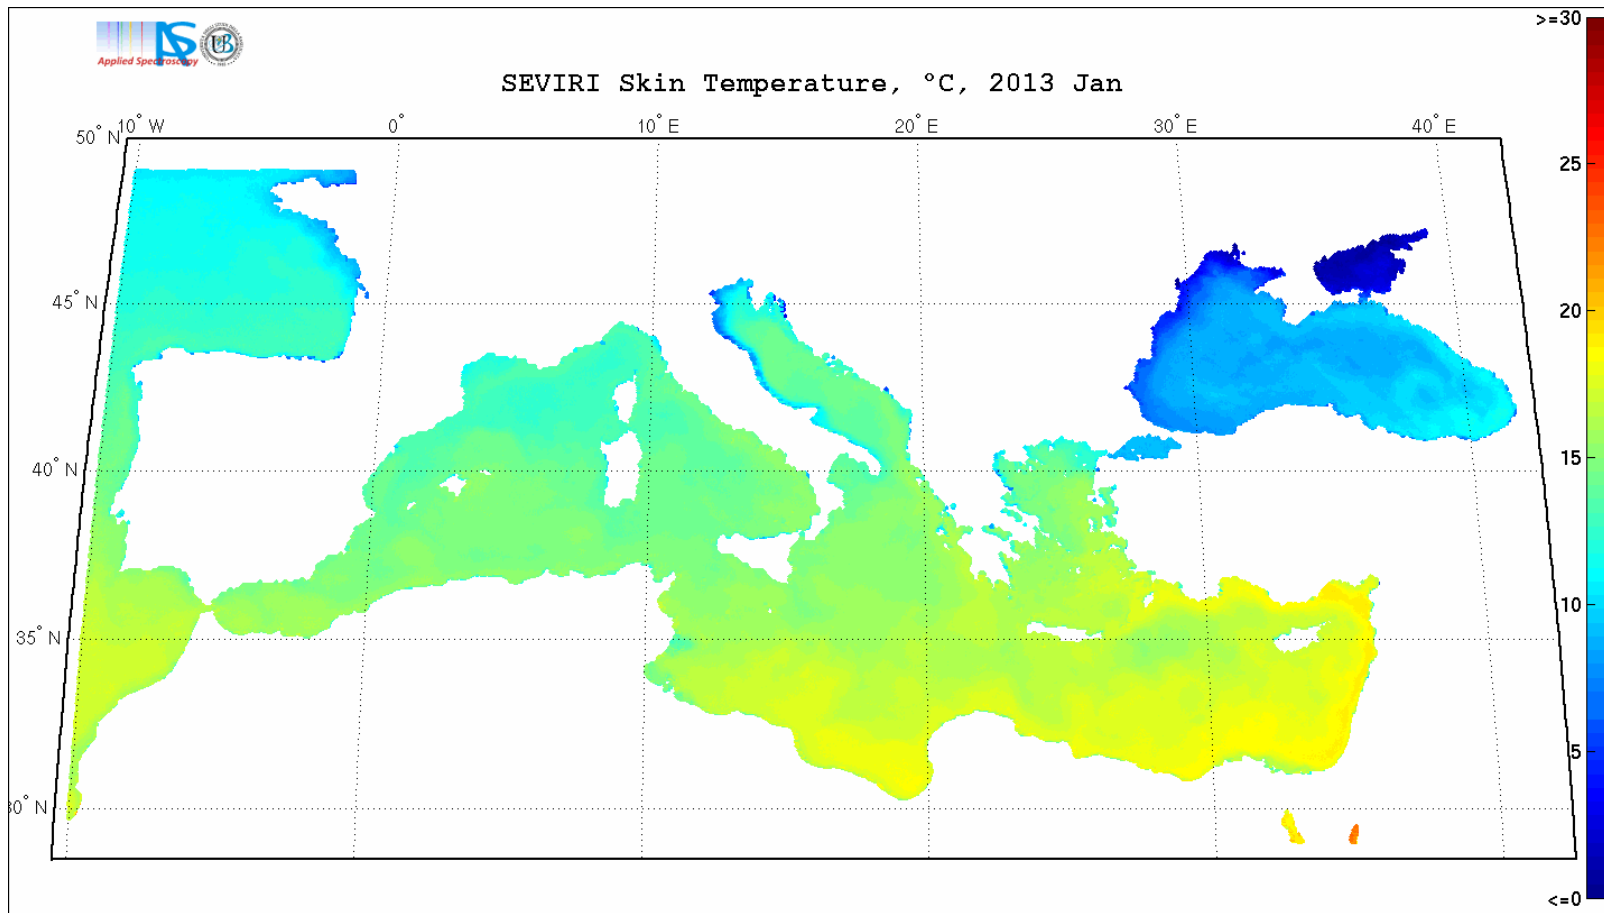 >=30
Applied Spectroscopy
UB
SEVIRI Skin Temperature, °C, 2013 Jan
50° N 10° W 0° 10° E 20° E 30° E 40° E
25
45° N
20
15
40° N
10
35° N
5
30° N
<=0